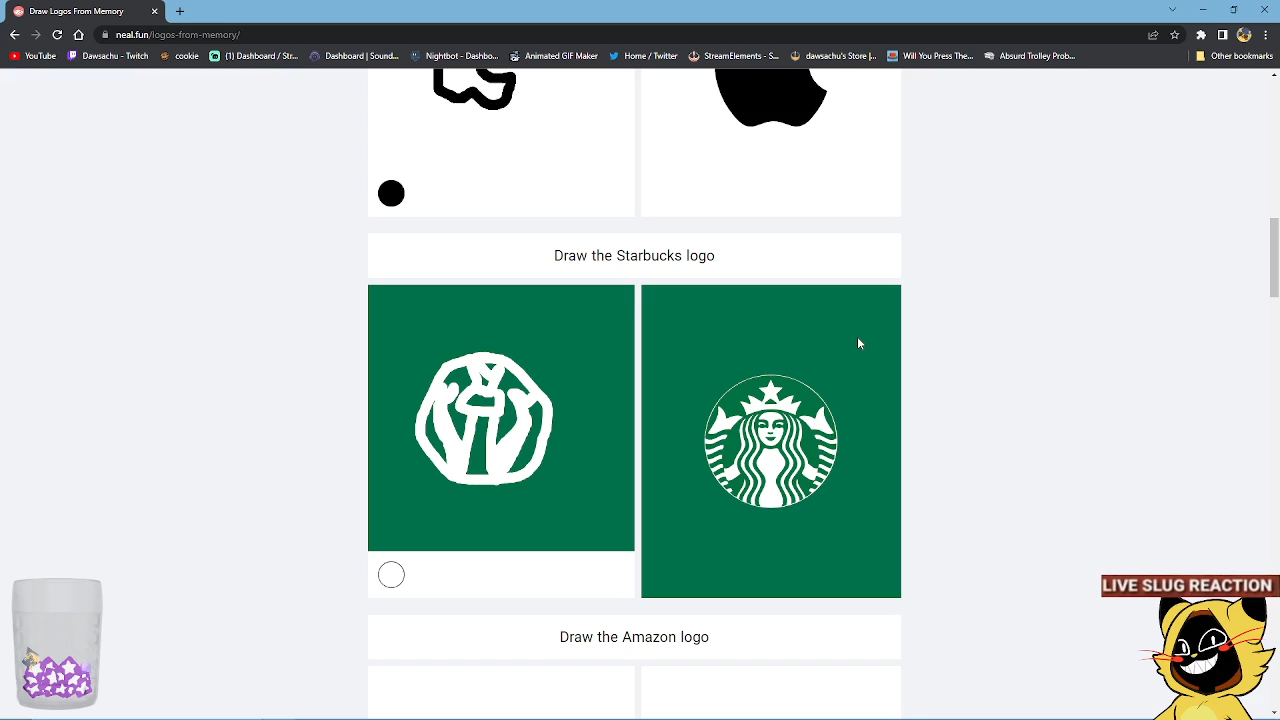 Draw Logos From Memory
neal.fun/logos-from-memory/
YouTube
Dawsachu - Twitch
cookie
(1) Dashboard / Str...
Dashboard | Sound...
Nightbot - Dashbo...
Animated GIF Maker
Home / Twitter
StreamElements - S...
dawsachu's Store |...
Will You Press The...
Absurd Trolley Prob...
Other bookmarks
Draw the Starbucks logo
LIVE SLUG REACTION
Draw the Amazon logo